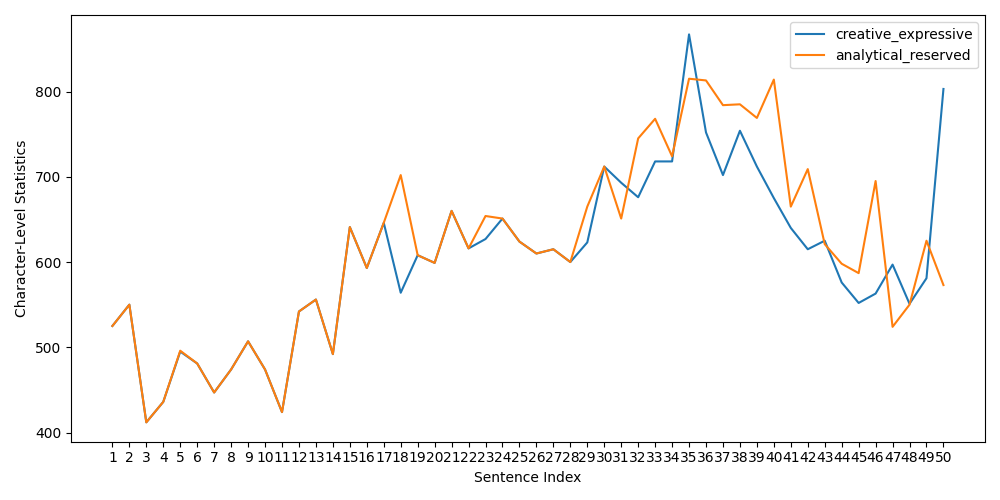 creative_expressive
analytical_reserved
800
700
600
500
400
Character-Level Statistics
1 2 3 4 5 6 7 8 9 10 11 12 13 14 15 16 17 18 19 20 21 22 23 24 25 26 27 28 29 30 31 32 33 34 35 36 37 38 39 40 41 42 43 44 45 46 47 48 49 50
Sentence Index